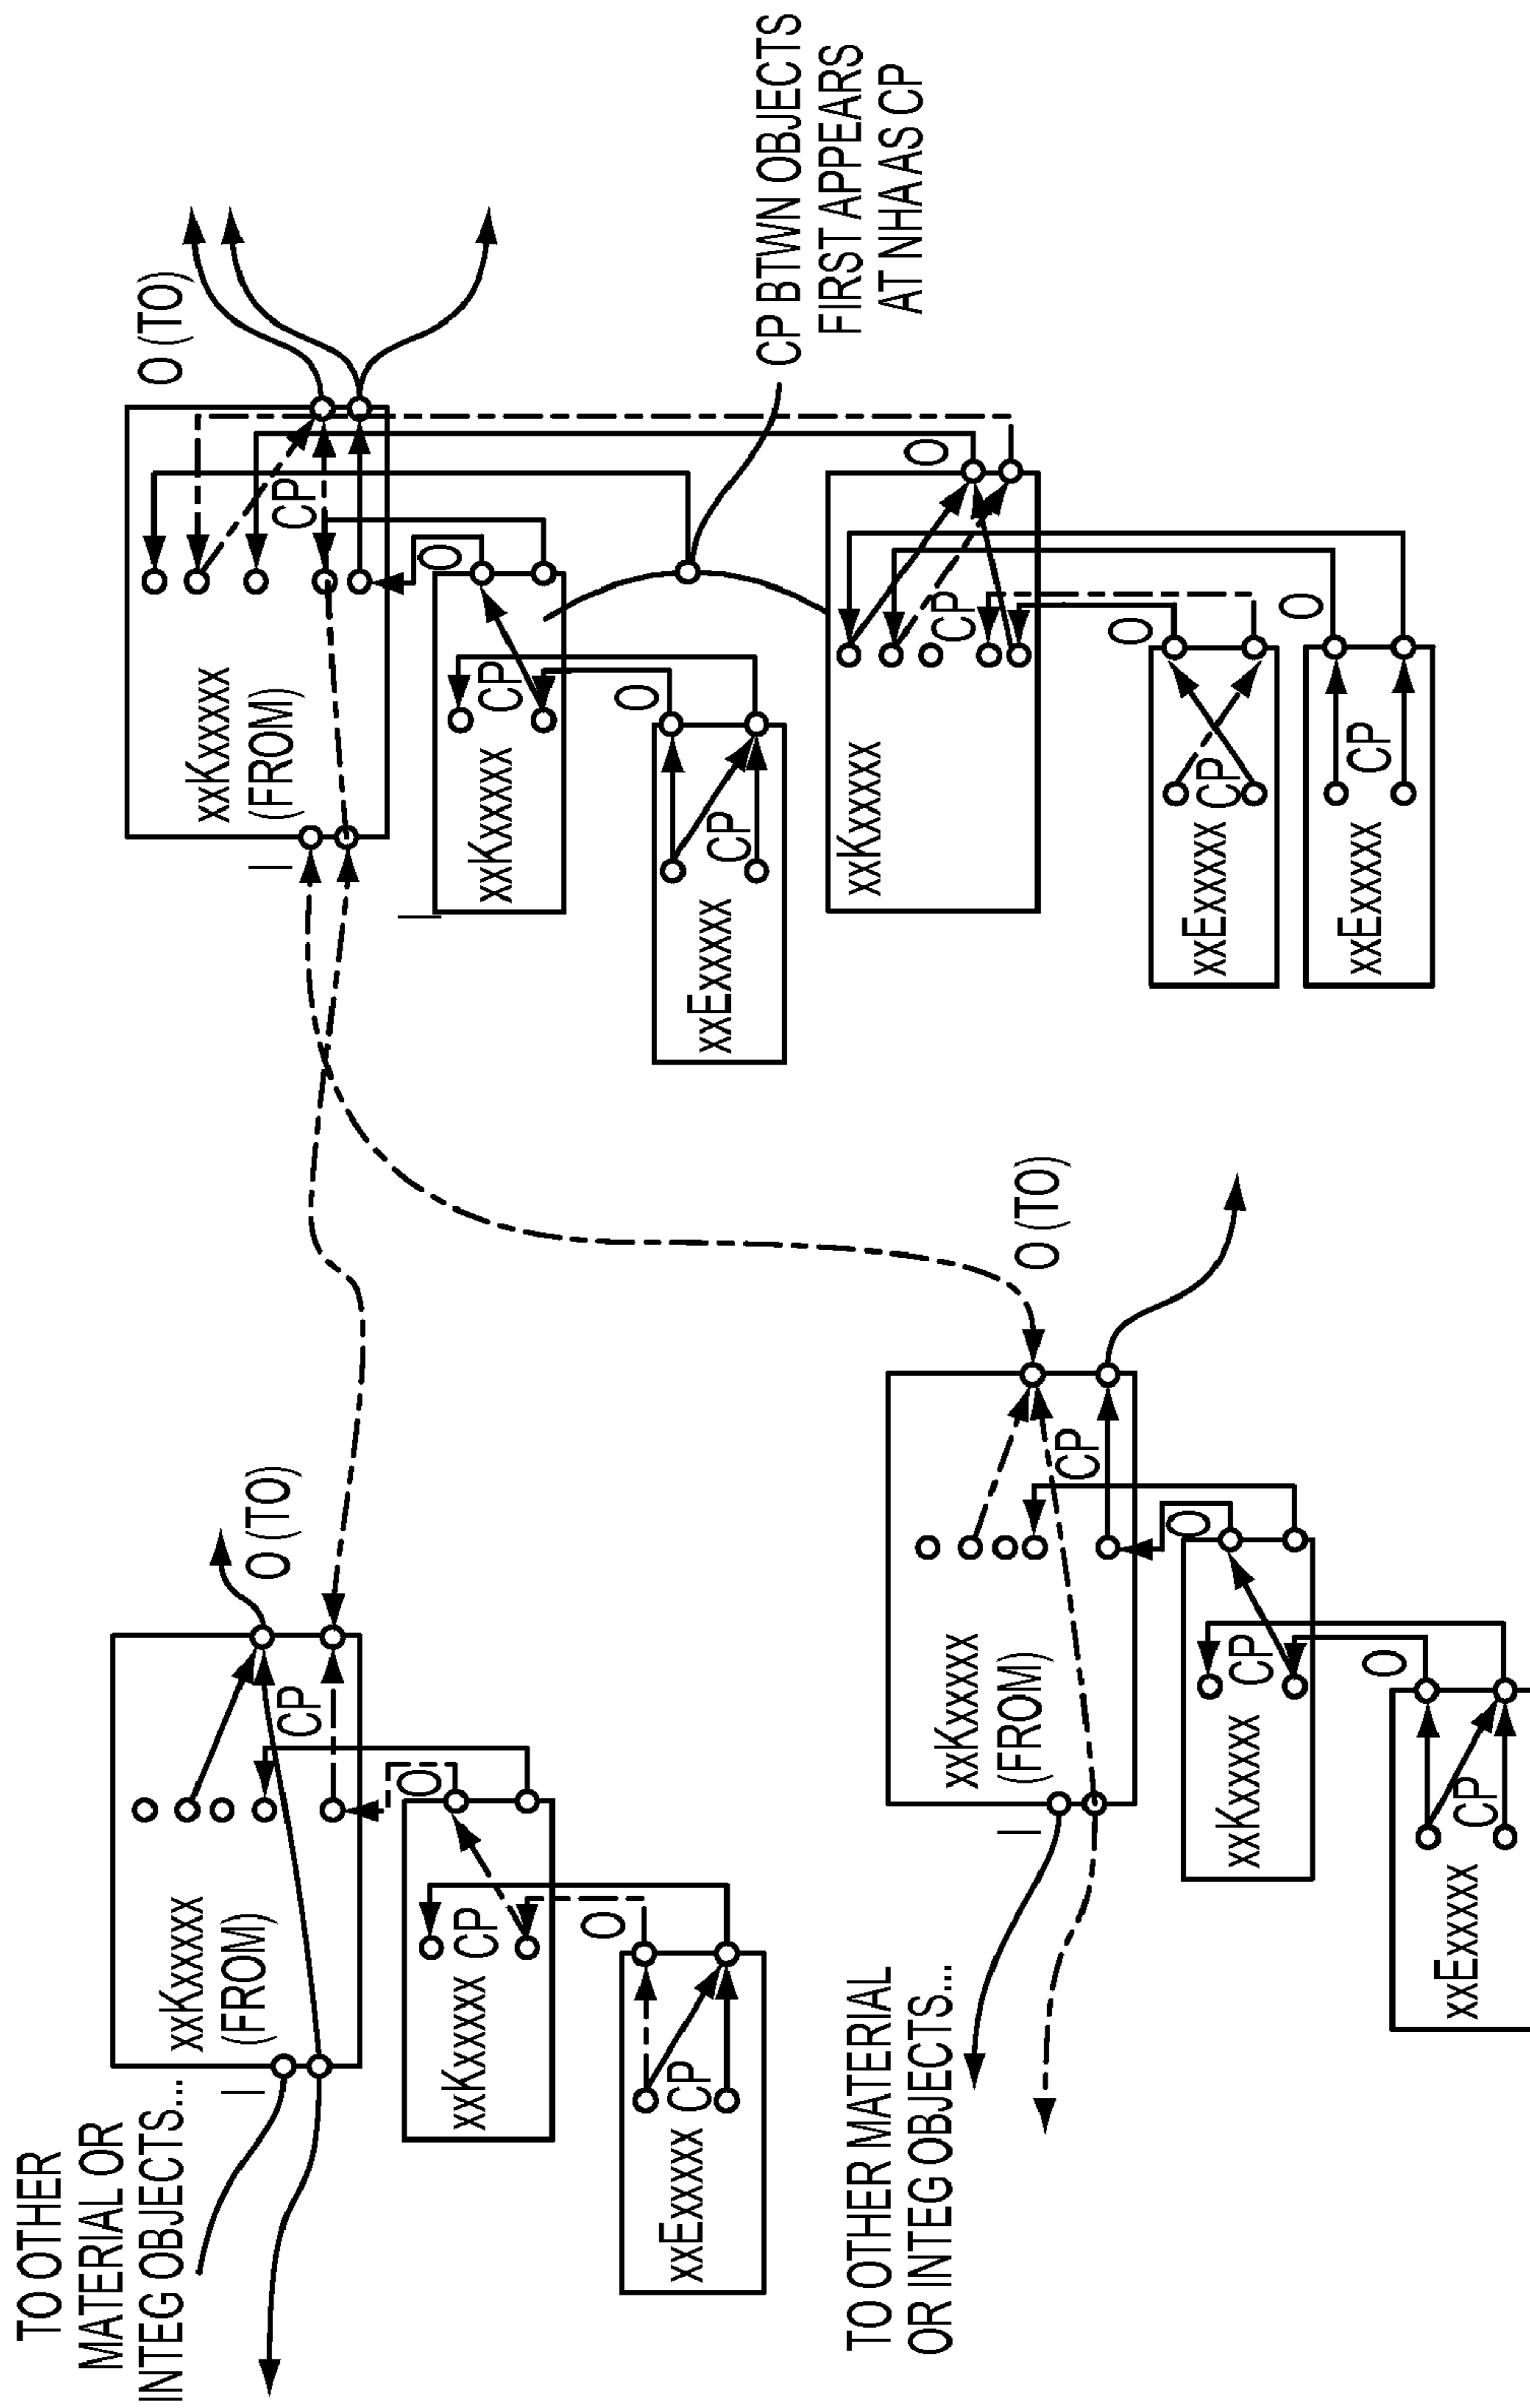 TO OTHER
MATERIAL OR
INTEG OBJECTS...
xxKxxxxx
(FROM)
I
CP
O (TO)
O
xxKxxxxx
CP
O
xxExxxxx
CP
xxKxxxxx
(FROM)
I
CP
O (TO)
I
O
xxKxxxxx
CP
O
xxExxxxx
CP
CP BTWN OBJECTS
FIRST APPEARS
AT NHA AS CP
xxKxxxxx
CP
O
O
xxExxxxx
CP
O
xxExxxxx
CP
TO OTHER MATERIAL
OR INTEG OBJECTS...
xxKxxxxx
(FROM)
I
CP
O (TO)
O
xxKxxxxx
CP
O
xxExxxxx
CP